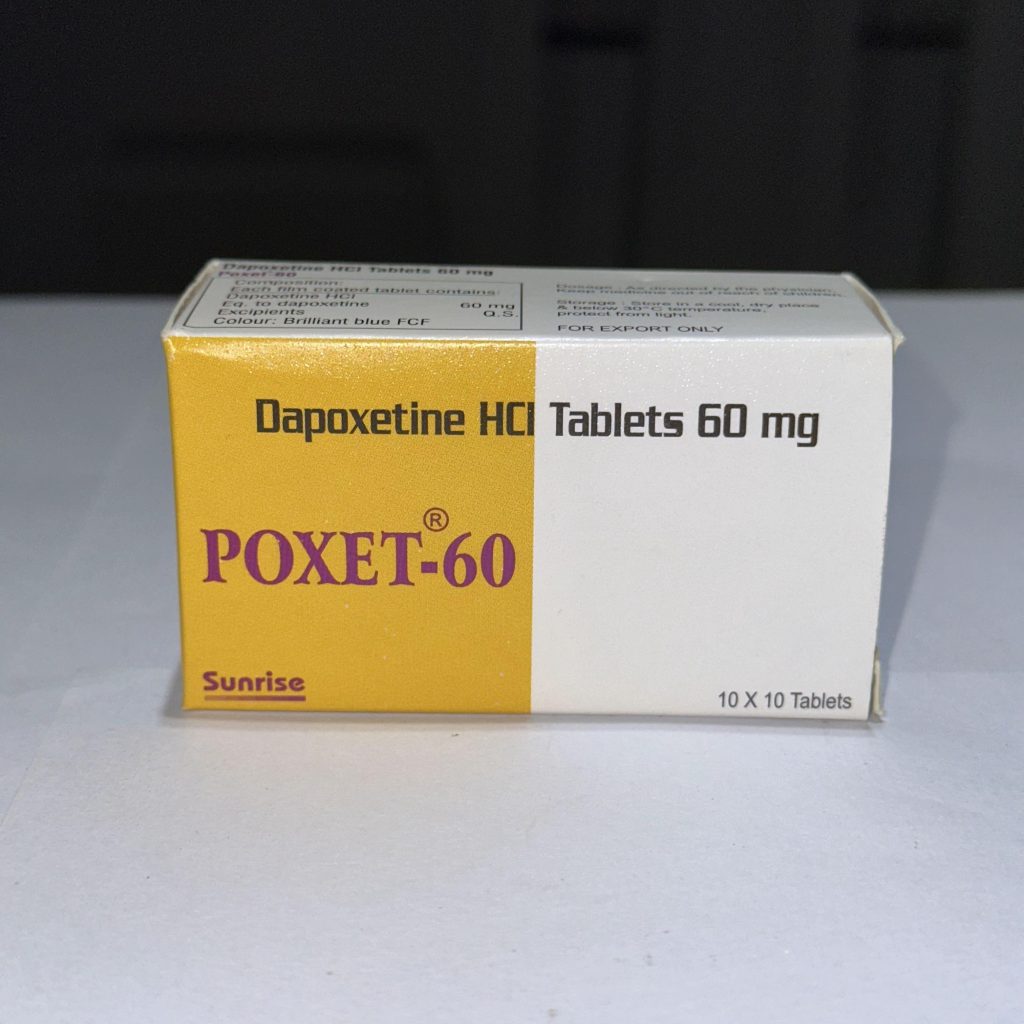 Dapoxetine HCl Tablets 60 mg
Poxet-60
Composition:
Each film coated tablet contains:
Dapoxetine HCl
Eq. to dapoxetine 60 mg
Excipients Q.S.
Colour: Brilliant blue FCF
Dosage : As directed by the physician.
Keep medicine out of reach of children.
Storage : Store in a cool, dry place
& below 30°C temperature,
protect from light.
FOR EXPORT ONLY
Dapoxetine HCl Tablets 60 mg
POXET®-60
Sunrise
10 X 10 Tablets